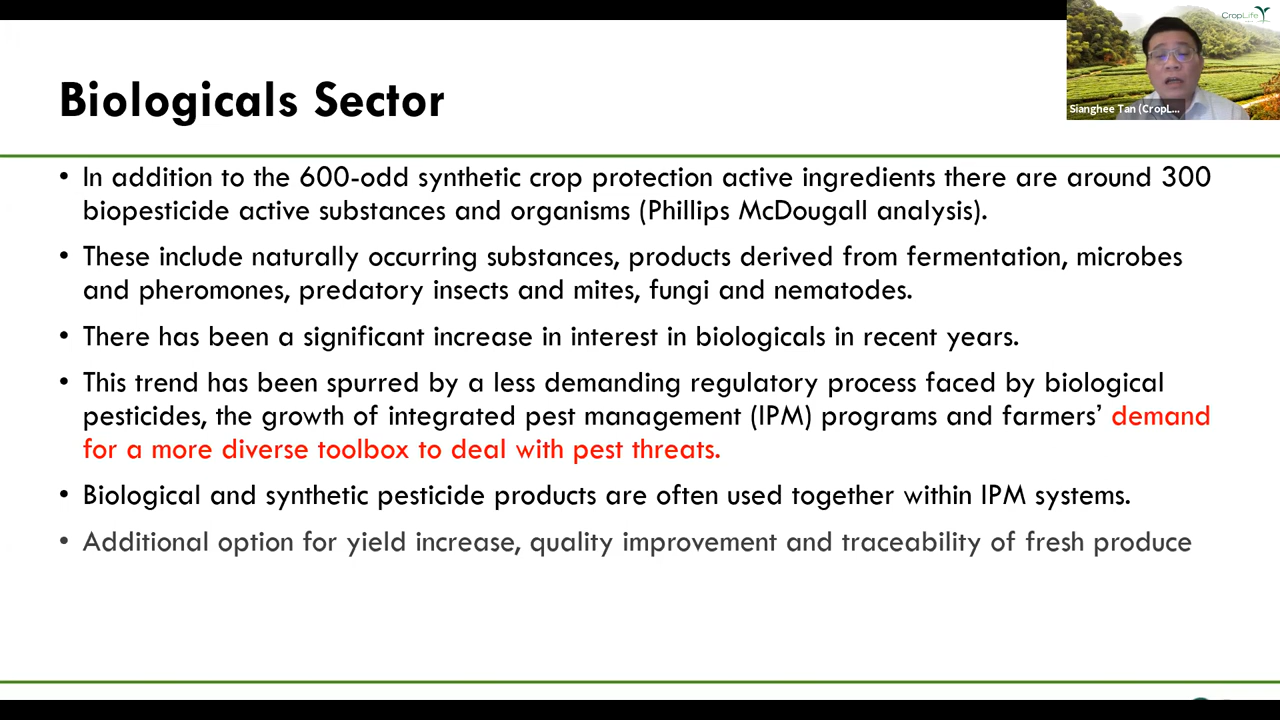 CropLife
Sianghee Tan (CropL...
Biologicals Sector
• In addition to the 600-odd synthetic crop protection active ingredients there are around 300
biopesticide active substances and organisms (Phillips McDougall analysis).
• These include naturally occurring substances, products derived from fermentation, microbes
and pheromones, predatory insects and mites, fungi and nematodes.
• There has been a significant increase in interest in biologicals in recent years.
• This trend has been spurred by a less demanding regulatory process faced by biological
pesticides, the growth of integrated pest management (IPM) programs and farmers’ demand
for a more diverse toolbox to deal with pest threats.
• Biological and synthetic pesticide products are often used together within IPM systems.
• Additional option for yield increase, quality improvement and traceability of fresh produce